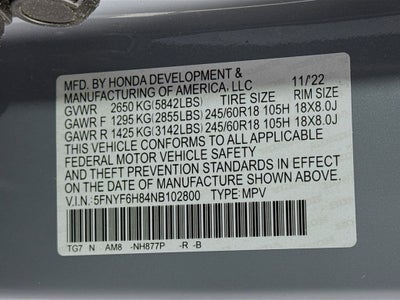 MFD. BY HONDA DEVELOPMENT &
MANUFACTURING OF AMERICA, LLC 11/22
GVWR 2650 KG (5842LBS) TIRE SIZE RIM SIZE
GAWR F 1295 KG (2855LBS) 245/60R18 105H 18X8.0J
GAWR R 1425 KG (3142LBS) 245/60R18 105H 18X8.0J
THIS VEHICLE CONFORMS TO ALL APPLICABLE
FEDERAL MOTOR VEHICLE SAFETY
AND THEFT PREVENTION STANDARDS IN EFFECT
ON THE DATE OF MANUFACTURE SHOWN ABOVE.
V.I.N.: 5FNYF6H84NB102800 TYPE: MPV
TG7 N AM8 -NH877P -R -B